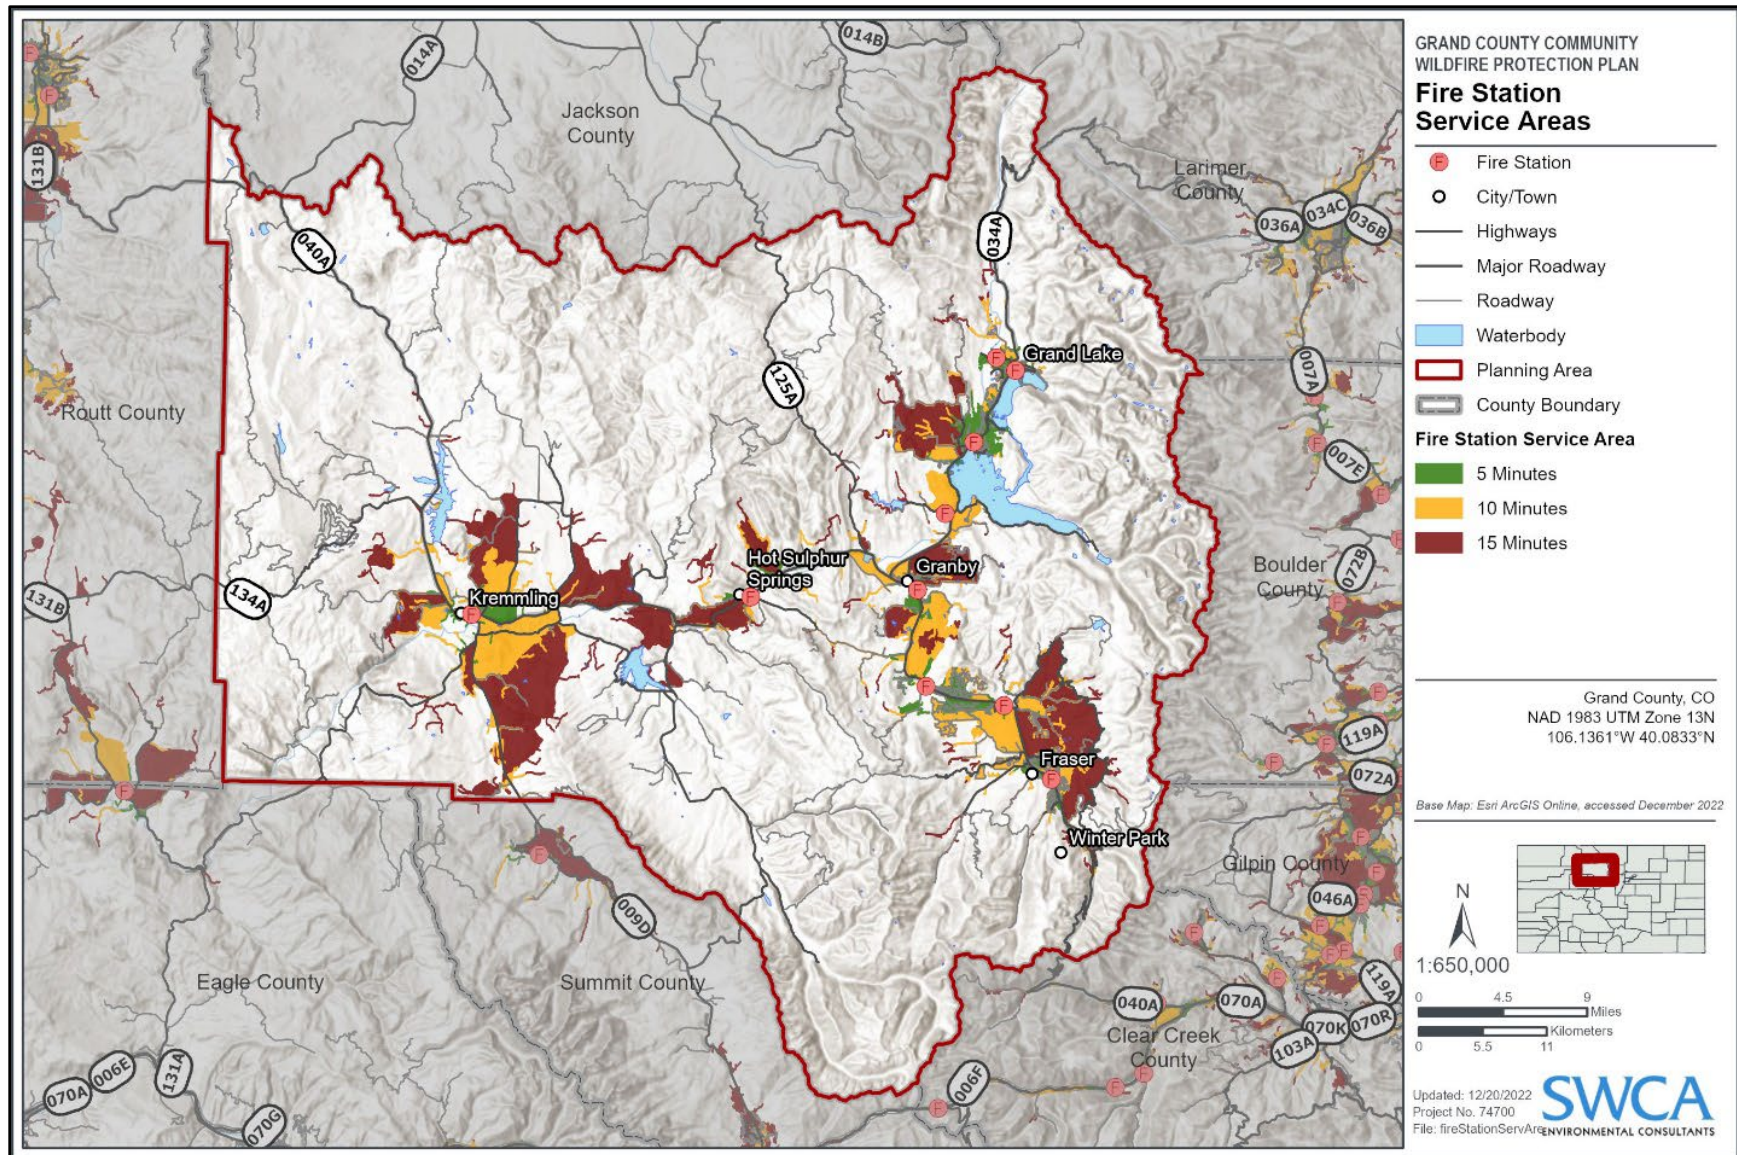 GRAND COUNTY COMMUNITY
WILDFIRE PROTECTION PLAN
Fire Station
Service Areas
F Fire Station
City/Town
Highways
Major Roadway
Roadway
Waterbody
Planning Area
County Boundary
Fire Station Service Area
5 Minutes
10 Minutes
15 Minutes
Grand County, CO
NAD 1983 UTM Zone 13N
106.1361°W 40.0833°N
Base Map: Esri ArcGIS Online, accessed December 2022
N
1:650,000
0 4.5 9
Miles
Kilometers
0 5.5 11
Updated: 12/20/2022
Project No. 74700
File: fireStationServAre
SWCA
ENVIRONMENTAL CONSULTANTS
014A
014B
Jackson
County
131B
Larimer
County
036A
034C
036B
040A
034A
Grand Lake
007A
125A
Routt County
007E
Hot Sulphur
Springs
Granby
Boulder
County
072B
131B
134A
Kremmling
119A
072A
Fraser
Winter Park
Gilpin County
046A
009D
Eagle County
Summit County
119A
040A
070A
070K
070R
Clear Creek
County
103A
006F
070A
006E
131A
070G